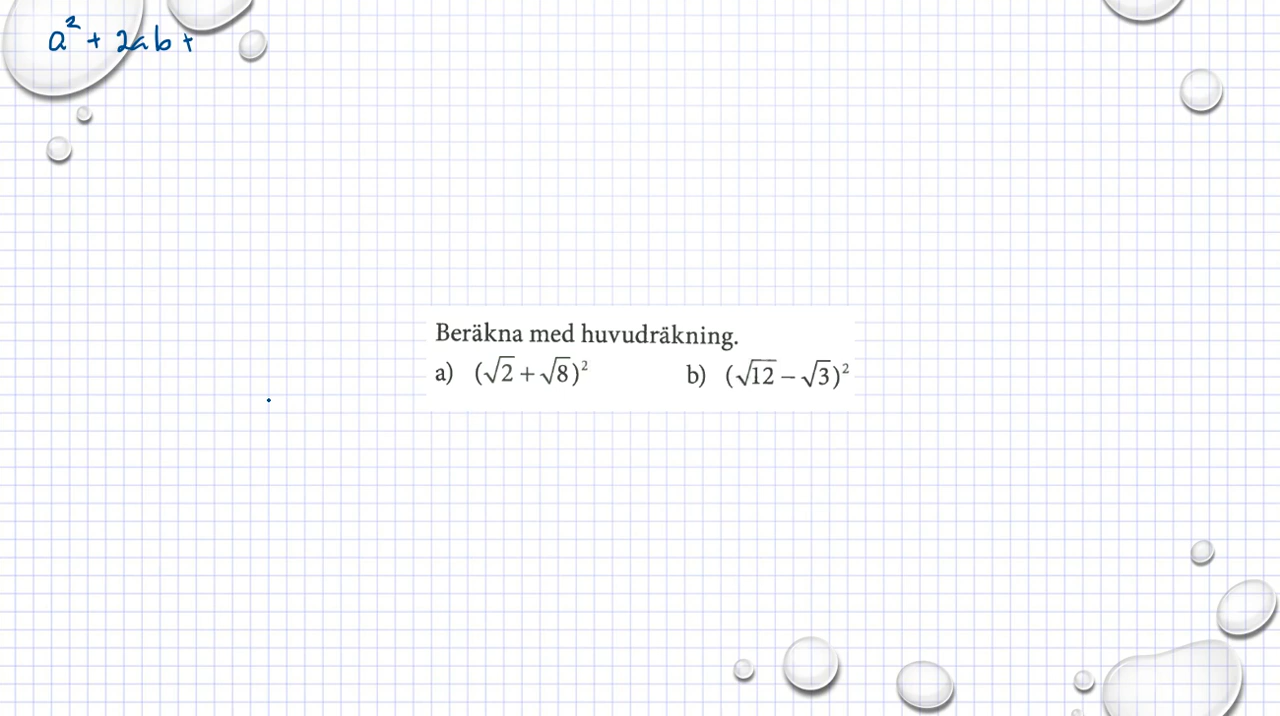 a² + 2ab +
Beräkna med huvudräkning.
a) (√2 + √8)² b) (√12 − √3)²